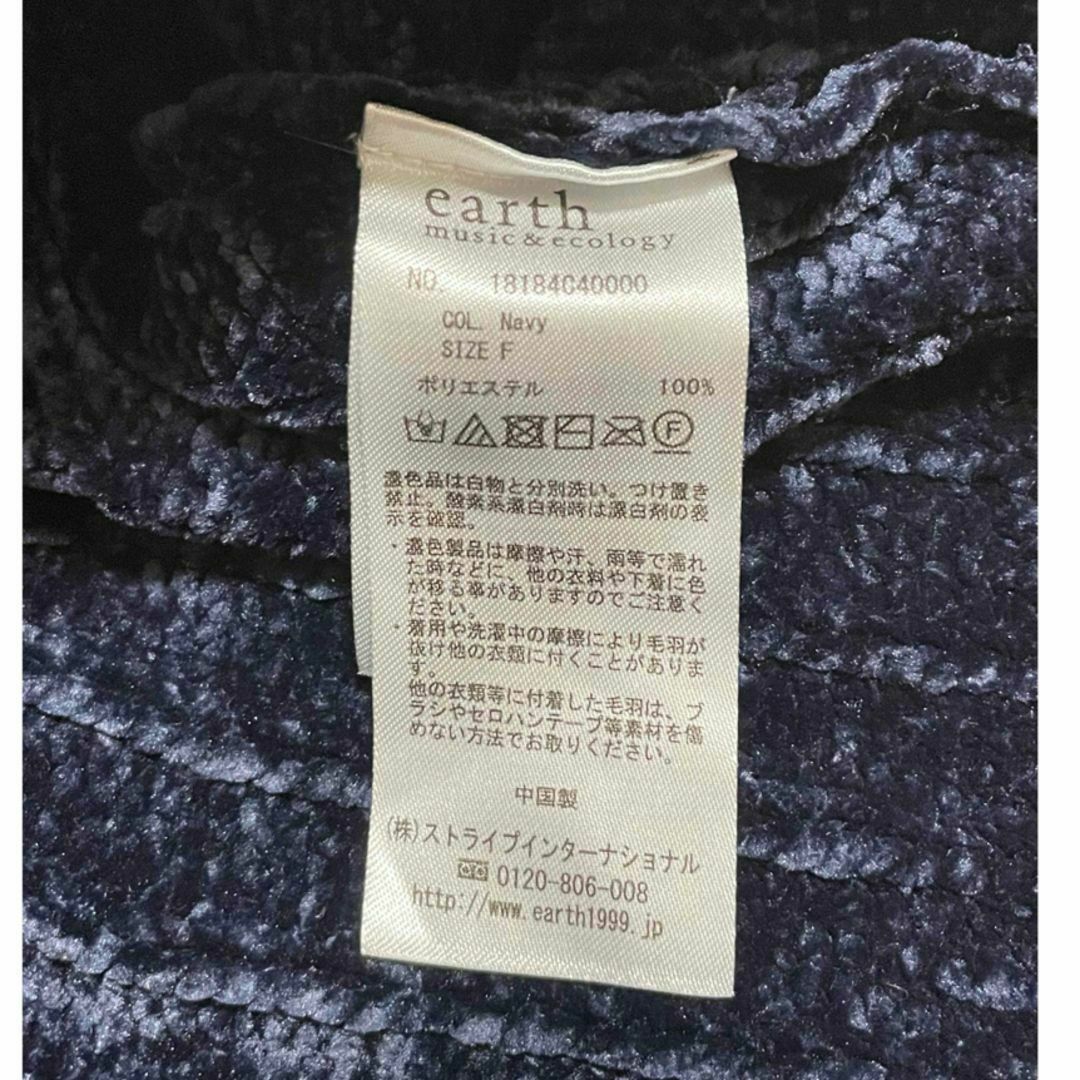 earth
music&ecology
NO. 18184C40000
COL. Navy
SIZE F
ポリエステル 100%
F
濃色品は白物と分別洗い。つけ置き
禁止。酸素系漂白剤時は漂白剤の表
示を確認。
・濃色製品は摩擦や汗、雨等で濡れ
た時などに、他の衣料や下着に色
が移る事がありますのでご注意く
ださい。
・着用や洗濯中の摩擦により毛羽が
抜け他の衣類に付くことがありま
す。
他の衣類等に付着した毛羽は、ブ
ラシやセロハンテープ等素材を傷
めない方法でお取りください。
中国製
(株)ストライプインターナショナル
0120-806-008
http://www.earth1999.jp